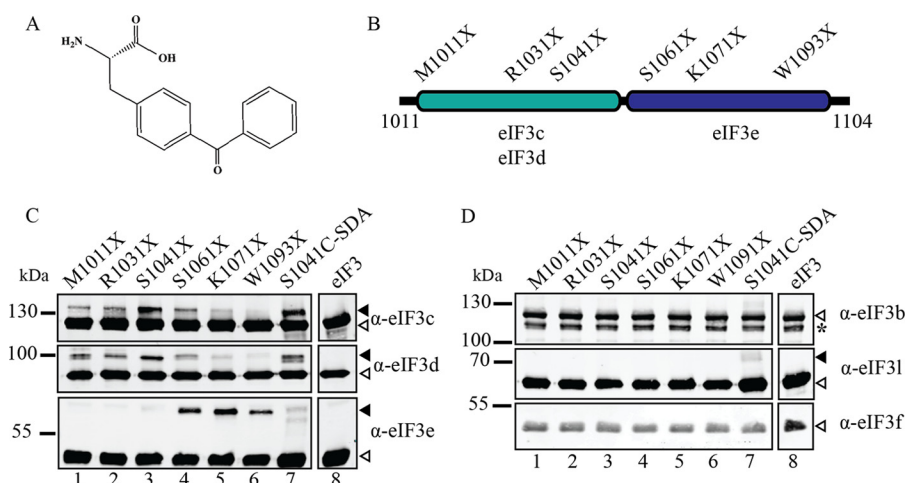 A
O
H₂N
OH
O
B
M1011X
R1031X
S1041X
S1061X
K1071X
W1093X
1011
1104
eIF3c
eIF3d
eIF3e
C
kDa
M1011X
R1031X
S1041X
S1061X
K1071X
W1093X
S1041C-SDA
eIF3
130
α-eIF3c
100
α-eIF3d
α-eIF3e
55
1 2 3 4 5 6 7 8
D
kDa
M1011X
R1031X
S1041X
S1061X
K1071X
W1091X
S1041C-SDA
eIF3
130
α-eIF3b
*
100
70
α-eIF3l
55
α-eIF3f
1 2 3 4 5 6 7 8